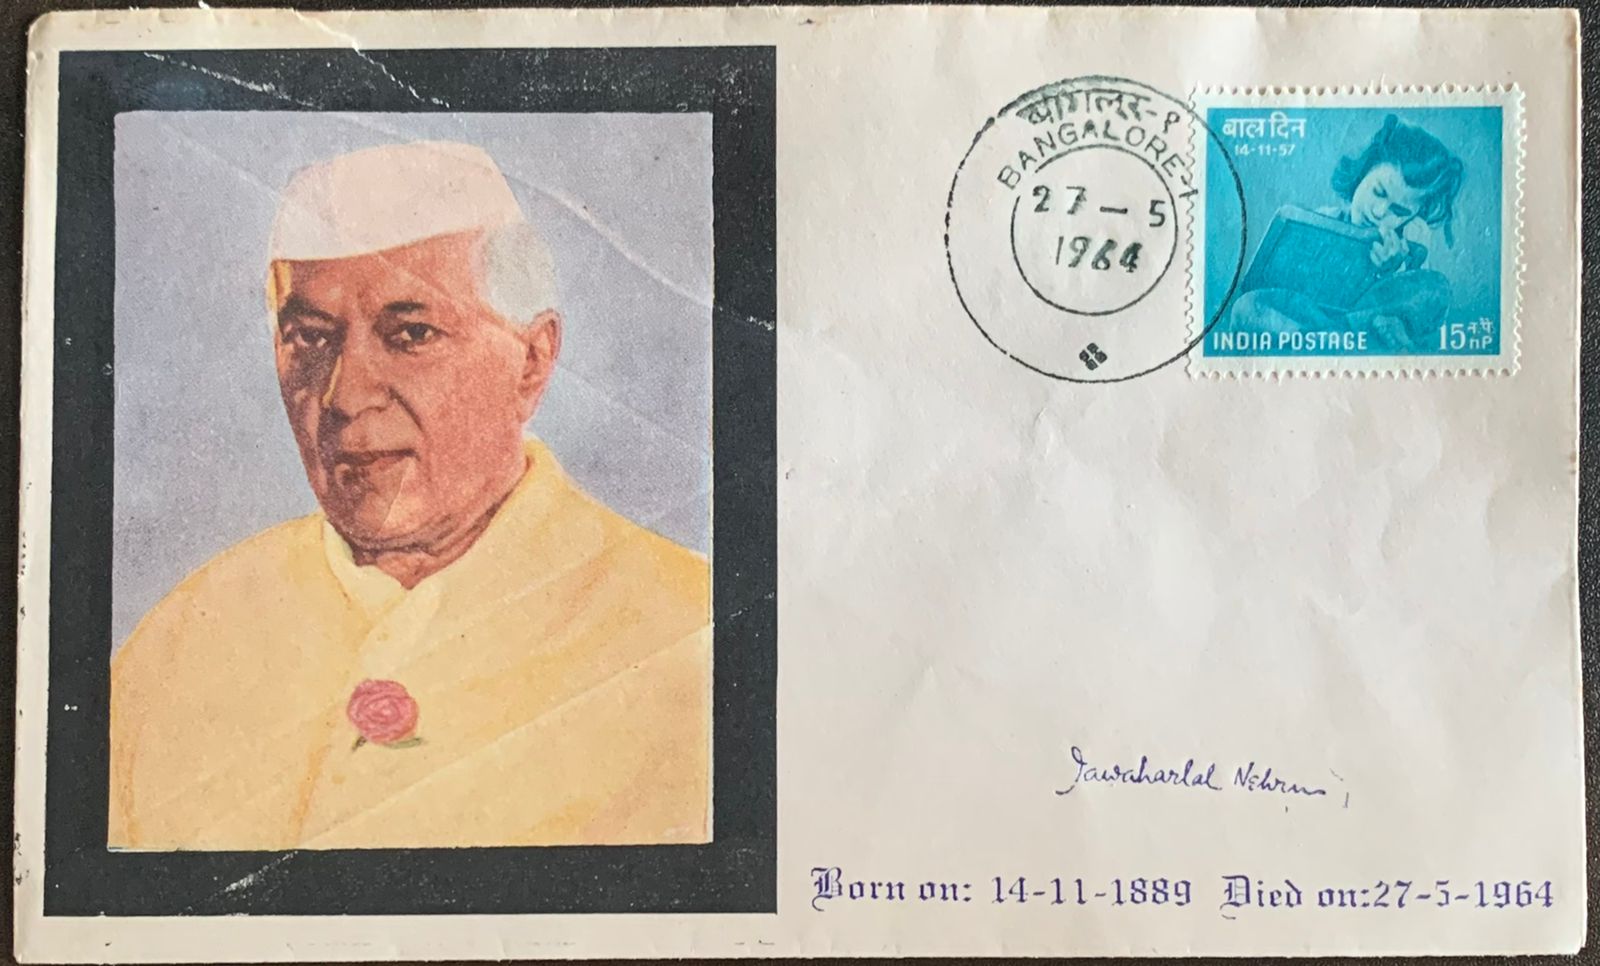 बांगलूर-१
BANGALORE-1
27-5
1964
बाल दिन
14-11-57
INDIA POSTAGE
15 न.पै.
nP
Jawaharlal Nehru
Born on: 14-11-1889 Died on:27-5-1964